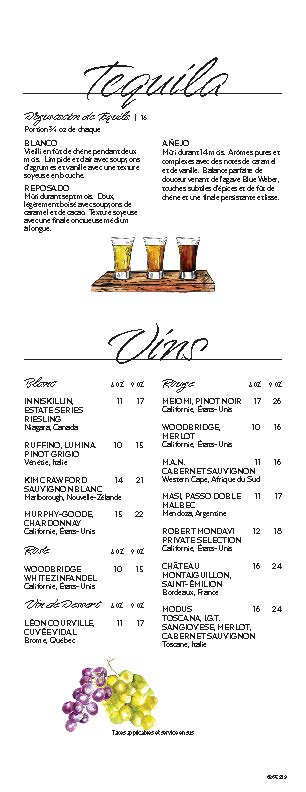 Tequila
Dégustation de Tequila | 16
Portion ¾ oz de chaque
BLANCO
Vieilli en fût de chêne pendant deux
mois. Limpide et clair avec soupçons
d'agrumes et vanille avec une texture
soyeuse en bouche.
REPOSADO
Mûri durant sept mois. Doux,
légèrement boisé avec soupçons de
caramel et de cacao. Texture soyeuse
avec une finale onctueuse médium
à longue.
AÑEJO
Mûri durant 14 mois. Arômes pures et
complexes avec des notes de caramel
et de vanille. Balance parfaite de
douceur venant de l'agave Blue Weber,
touches subtiles d'épices et de fût de
chêne et une finale persistante et lisse.
Vins
Blanc 6 OZ 9 OZ
INNISKILLIN, 11 17
ESTATE SERIES
RIESLING
Niagara, Canada
RUFFINO, LUMINA 10 15
PINOT GRIGIO
Vénétie, Italie
KIM CRAWFORD 14 21
SAUVIGNON BLANC
Marlborough, Nouvelle-Zélande
MURPHY-GOODE, 15 22
CHARDONNAY
Californie, États-Unis
Rosé 6 OZ 9 OZ
WOODBRIDGE 10 15
WHITE ZINFANDEL
Californie, États-Unis
Vin de Dessert 6 OZ 9 OZ
LÉON COURVILLE, 11 17
CUVÉE VIDAL
Brome, Québec
Rouge 6 OZ 9 OZ
MEIOMI, PINOT NOIR 17 26
Californie, États-Unis
WOODBRIDGE, 10 16
MERLOT
Californie, États-Unis
M.A.N. 11 16
CABERNET SAUVIGNON
Western Cape, Afrique du Sud
MASI, PASSO DOBLE 11 17
MALBEC
Mendoza, Argentine
ROBERT MONDAVI 12 18
PRIVATE SELECTION
Californie, États-Unis
CHÂTEAU 16 24
MONTAIGUILLON,
SAINT-ÉMILION
Bordeaux, France
MODUS 16 24
TOSCANA, I.G.T.
SANGIOVESE, MERLOT,
CABERNET SAUVIGNON
Toscane, Italie
Taxes applicables et service en sus